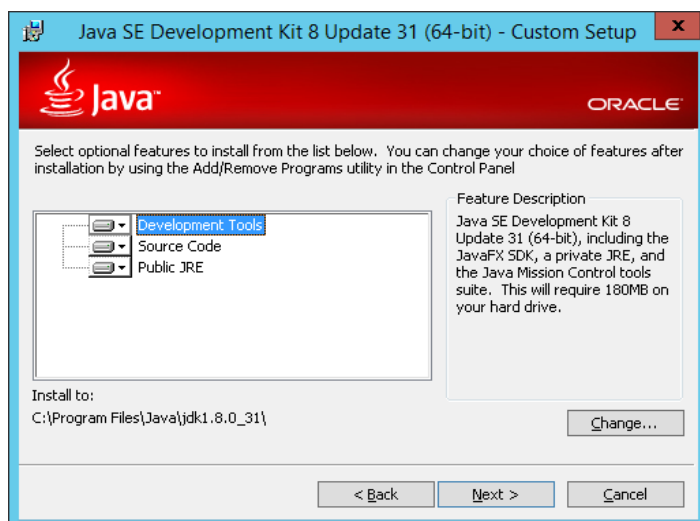 Java SE Development Kit 8 Update 31 (64-bit) - Custom Setup
x
Java™
ORACLE
Select optional features to install from the list below. You can change your choice of features after
installation by using the Add/Remove Programs utility in the Control Panel
Development Tools
Source Code
Public JRE
Feature Description
Java SE Development Kit 8
Update 31 (64-bit), including the
JavaFX SDK, a private JRE, and
the Java Mission Control tools
suite. This will require 180MB on
your hard drive.
Install to:
C:\Program Files\Java\jdk1.8.0_31\
Change...
< Back
Next >
Cancel